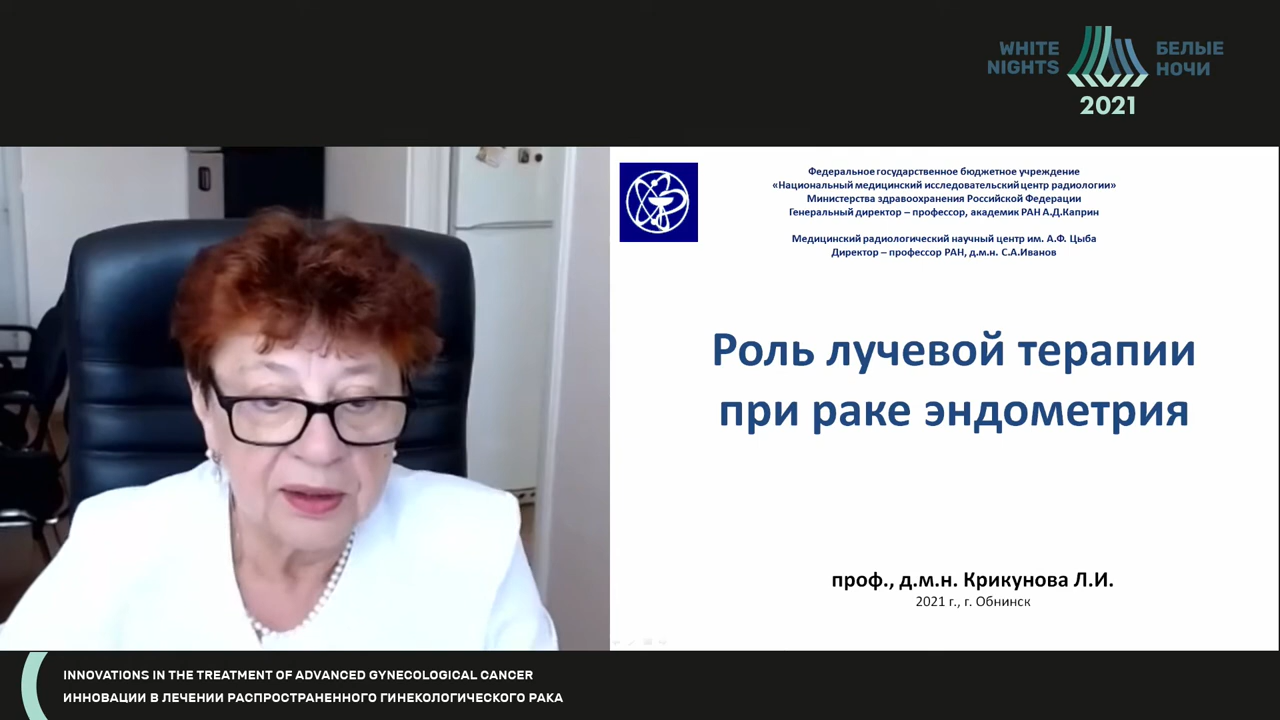 WHITE
NIGHTS
БЕЛЫЕ
НОЧИ
2021
Федеральное государственное бюджетное учреждение
«Национальный медицинский исследовательский центр радиологии»
Министерства здравоохранения Российской Федерации
Генеральный директор – профессор, академик РАН А.Д.Каприн
Медицинский радиологический научный центр им. А.Ф. Цыба
Директор – профессор РАН, д.м.н. С.А.Иванов
Роль лучевой терапии
при раке эндометрия
проф., д.м.н. Крикунова Л.И.
2021 г., г. Обнинск
INNOVATIONS IN THE TREATMENT OF ADVANCED GYNECOLOGICAL CANCER
ИННОВАЦИИ В ЛЕЧЕНИИ РАСПРОСТРАНЕННОГО ГИНЕКОЛОГИЧЕСКОГО РАКА